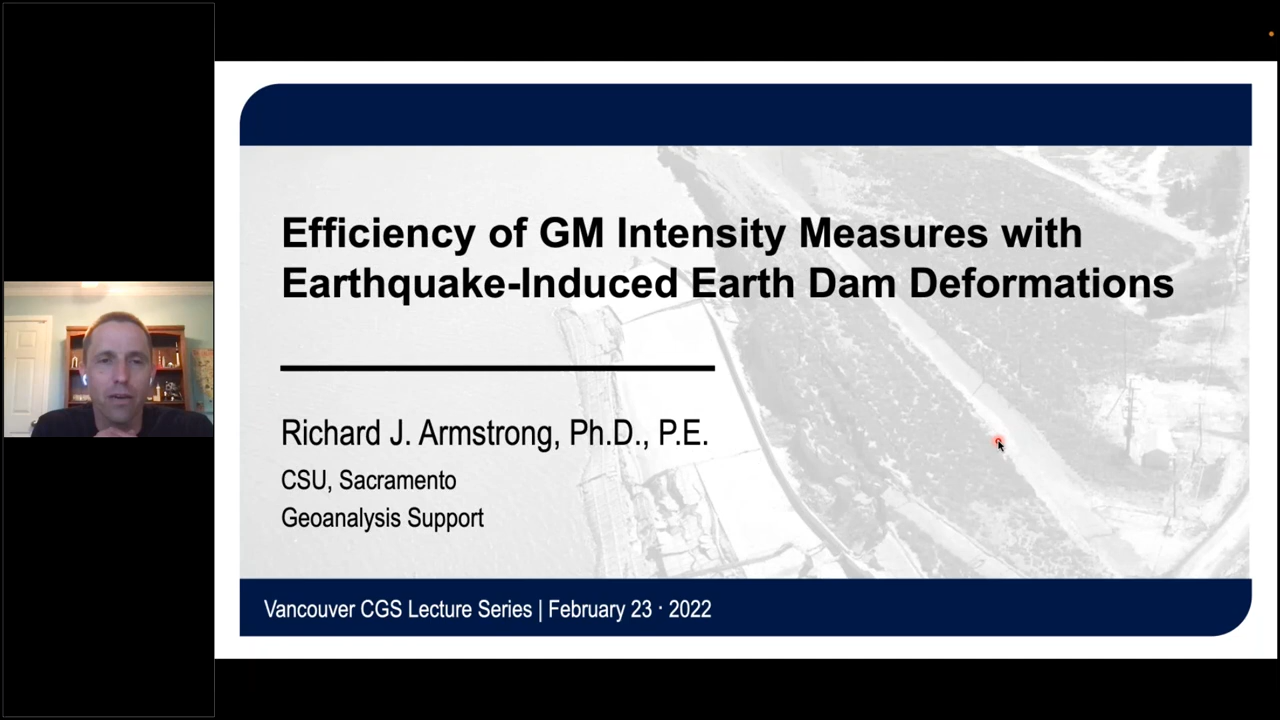 Efficiency of GM Intensity Measures with
Earthquake-Induced Earth Dam Deformations
Richard J. Armstrong, Ph.D., P.E.
CSU, Sacramento
Geoanalysis Support
Vancouver CGS Lecture Series | February 23 · 2022